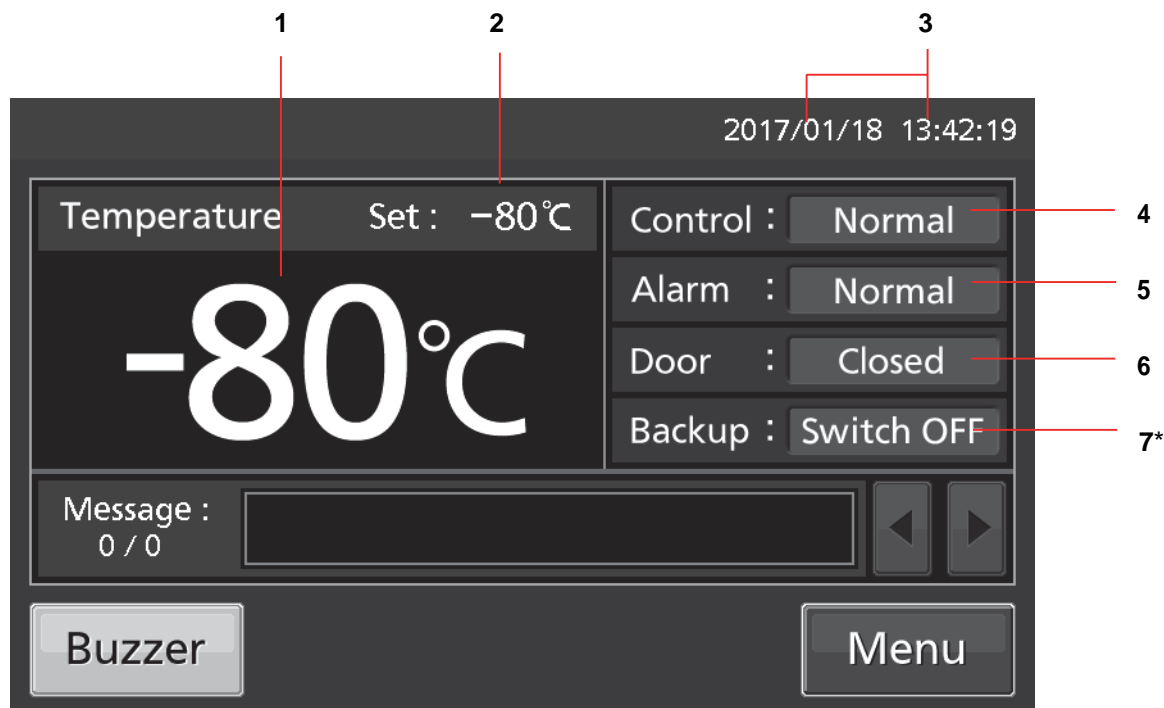 1 2 3
2017/01/18 13:42:19
Temperature Set : −80℃
-80℃
Control : Normal 4
Alarm : Normal 5
Door : Closed 6
Backup : Switch OFF 7*
Message :
0 / 0
Buzzer Menu